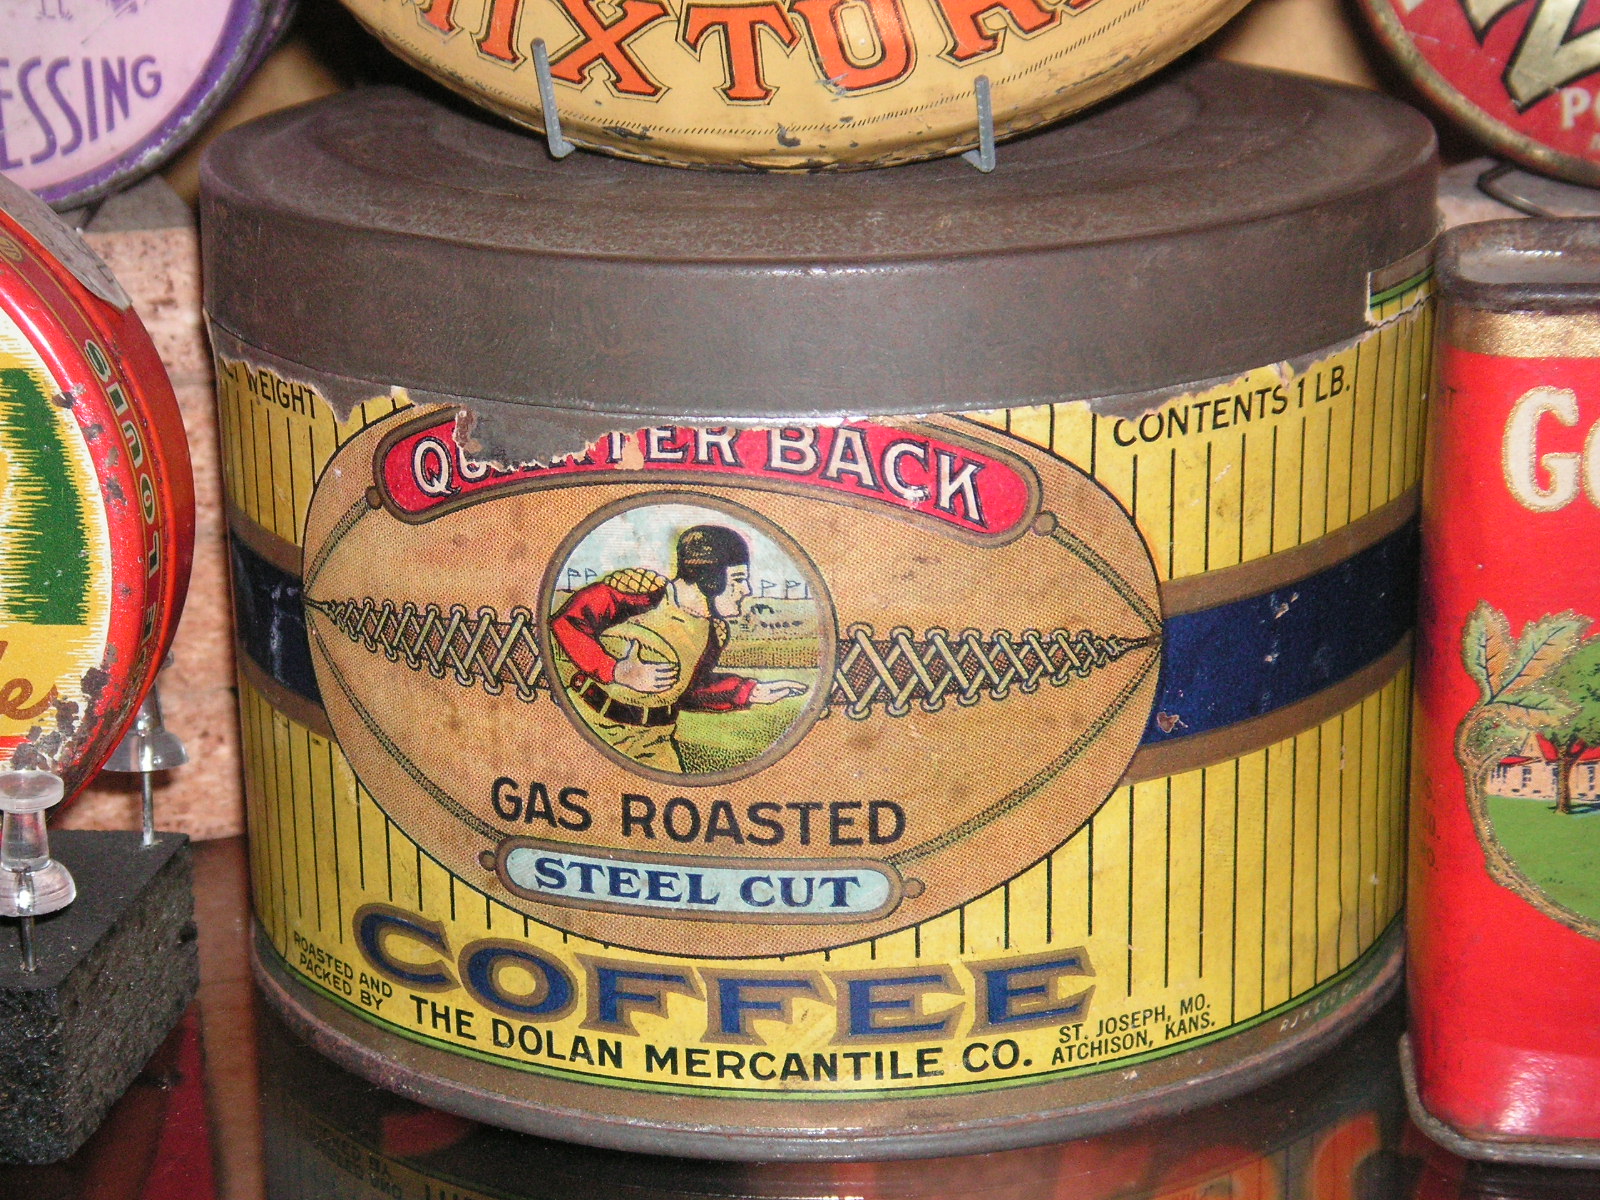 MIXTURE
ESSING
WEIGHT
CONTENTS 1 LB.
QUARTER BACK
GAS ROASTED
STEEL CUT
COFFEE
ROASTED AND
PACKED BY
THE DOLAN MERCANTILE CO.
ST. JOSEPH, MO.
ATCHISON, KANS.
GO